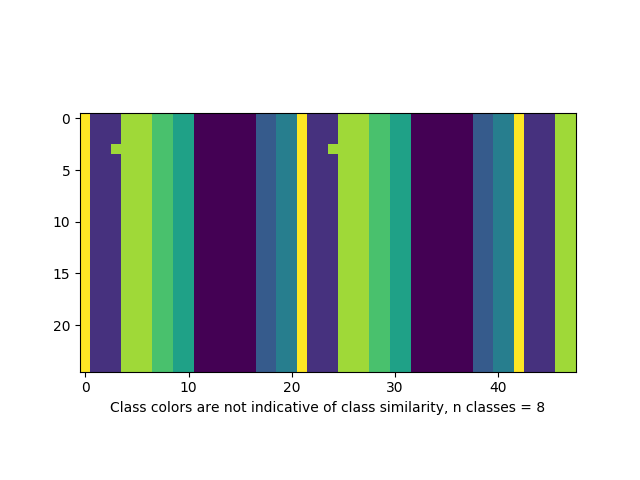 0
5
10
15
20
0 10 20 30 40
Class colors are not indicative of class similarity, n classes = 8